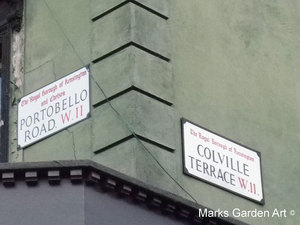 The Royal Borough of Kensington
and Chelsea
PORTOBELLO
ROAD. W.11
The Royal Borough of Kensington
COLVILLE
TERRACE W.11.
Marks Garden Art ©